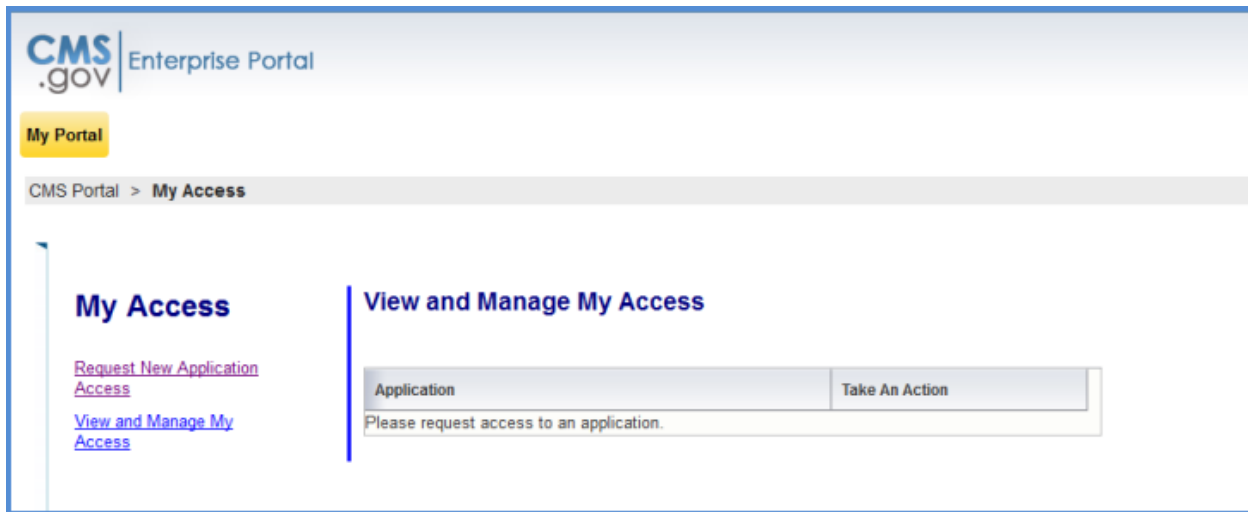 CMS
.gov
Enterprise Portal
My Portal
CMS Portal > My Access
My Access
Request New Application
Access
View and Manage My
Access
View and Manage My Access
Application Take An Action
Please request access to an application.